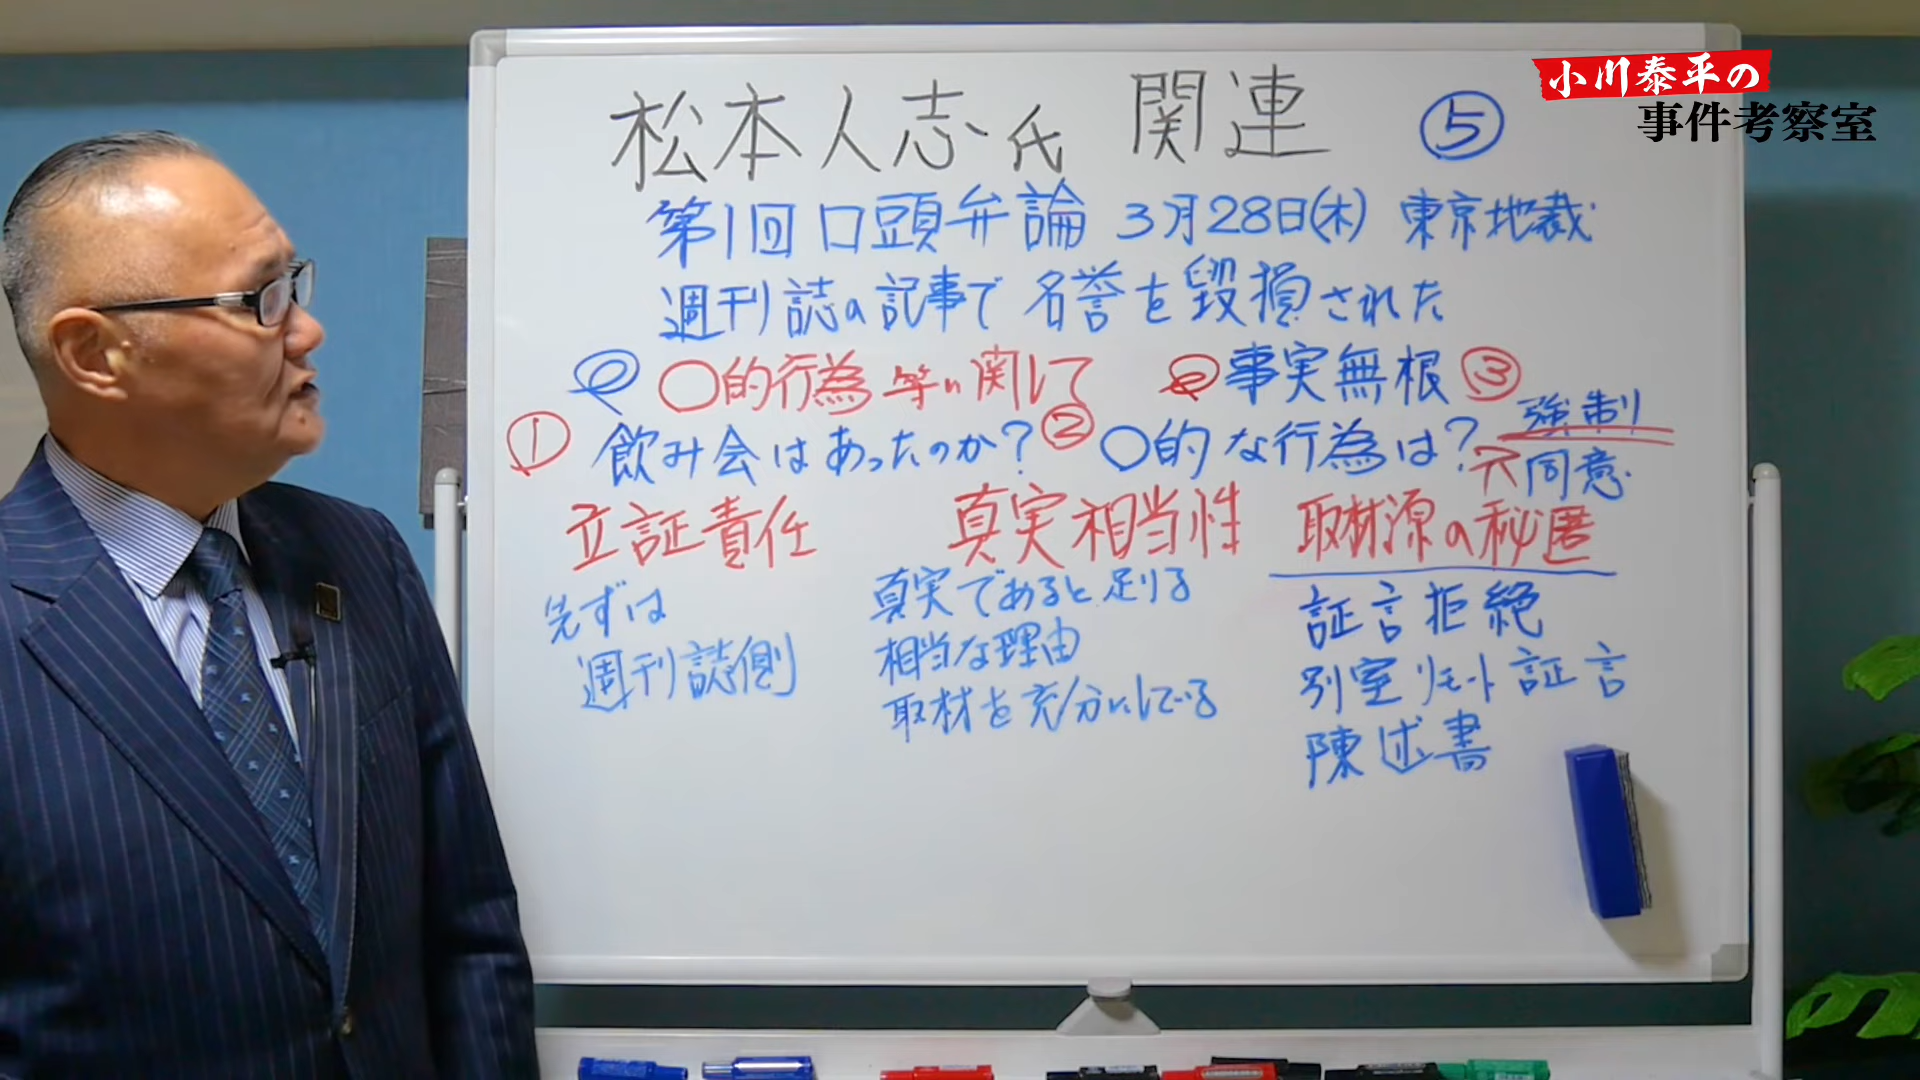 小川泰平の
事件考察室
松本人志氏 関連 ⑤
第1回口頭弁論 3月28日(木) 東京地裁
週刊誌の記事で 名誉を毀損された
〇的行為 等に関して 事実無根 ③
① 飲み会はあったのか? ② 〇的な行為は? 強制
同意
立証責任 真実相当性 取材源の秘匿
先ずは 真実であると足りる 証言拒絶
週刊誌側 相当な理由 別室リモート証言
取材を充分にしている 陳述書